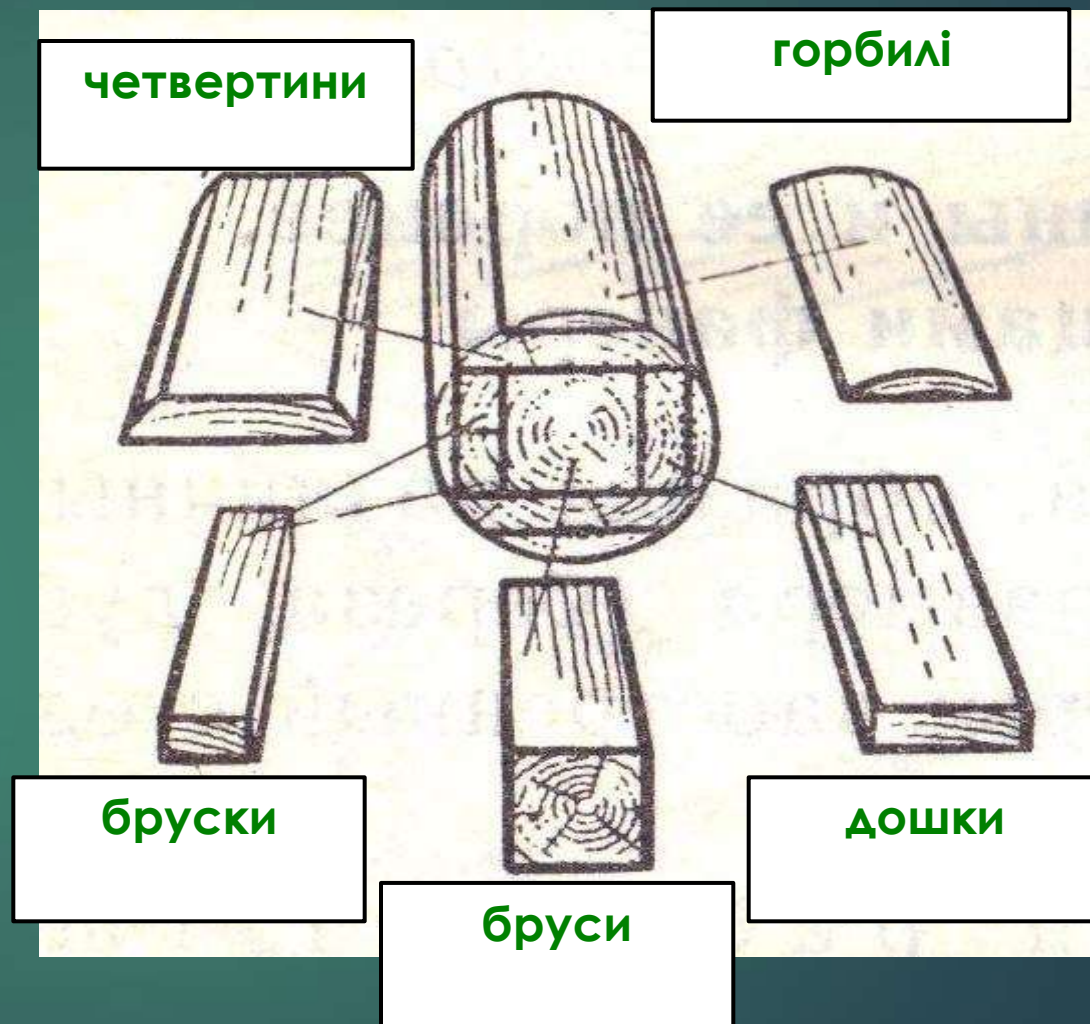 четвертини
горбилі
бруски
дошки
бруси